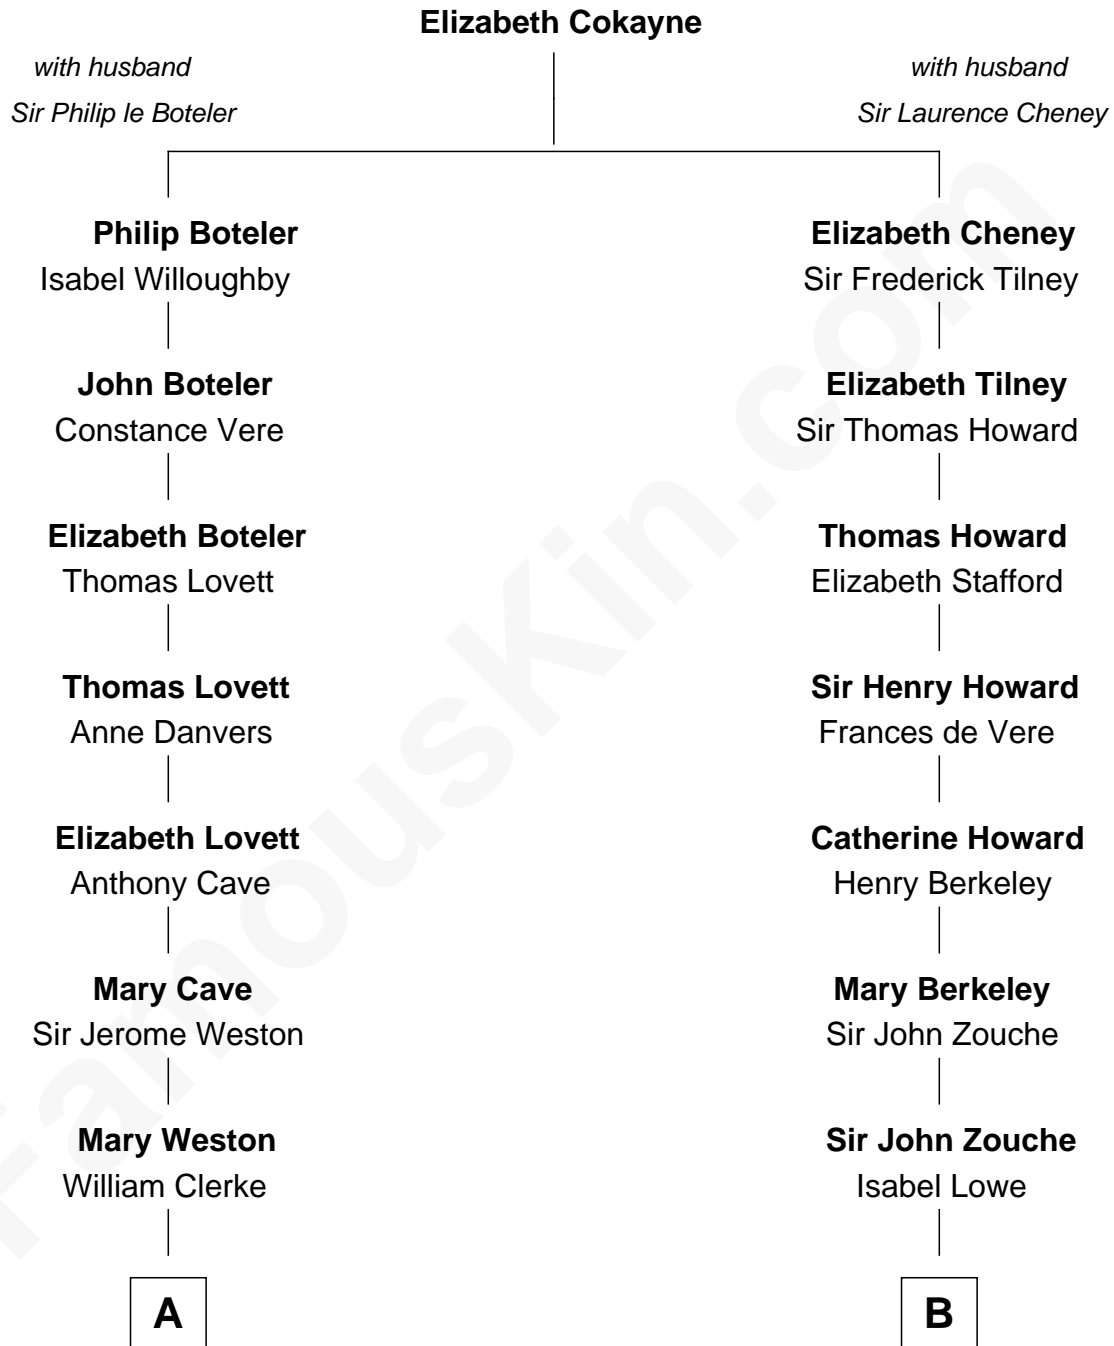 Elizabeth Cokayne
with husband
Sir Philip le Boteler
with husband
Sir Laurence Cheney
Philip Boteler
Isabel Willoughby
Elizabeth Cheney
Sir Frederick Tilney
John Boteler
Constance Vere
Elizabeth Tilney
Sir Thomas Howard
Elizabeth Boteler
Thomas Lovett
Thomas Howard
Elizabeth Stafford
Thomas Lovett
Anne Danvers
Sir Henry Howard
Frances de Vere
Elizabeth Lovett
Anthony Cave
Catherine Howard
Henry Berkeley
Mary Cave
Sir Jerome Weston
Mary Berkeley
Sir John Zouche
Mary Weston
William Clerke
Sir John Zouche
Isabel Lowe
A
B
FamousKin.com